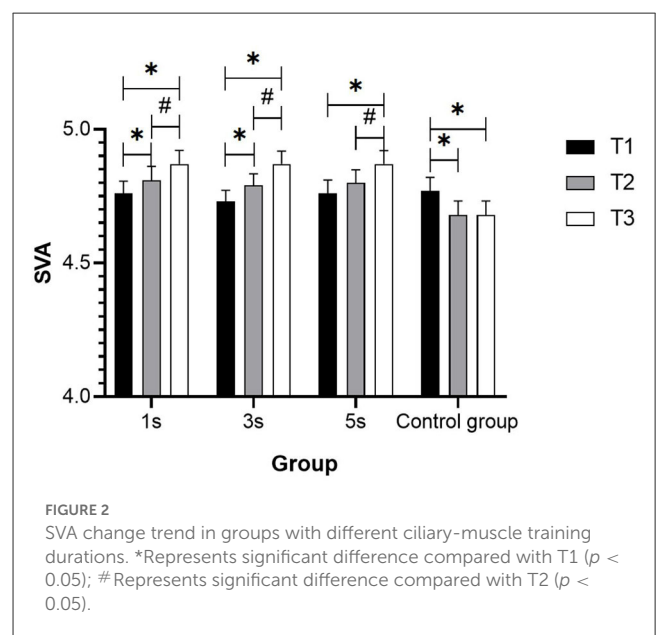 *
*
*
*
#
#
#
*
*
*
5.0
4.5
4.0
SVA
T1
T2
T3
1s
3s
5s
Control group
Group
FIGURE 2
SVA change trend in groups with different ciliary-muscle training
durations. *Represents significant difference compared with T1 (p <
0.05); #Represents significant difference compared with T2 (p <
0.05).